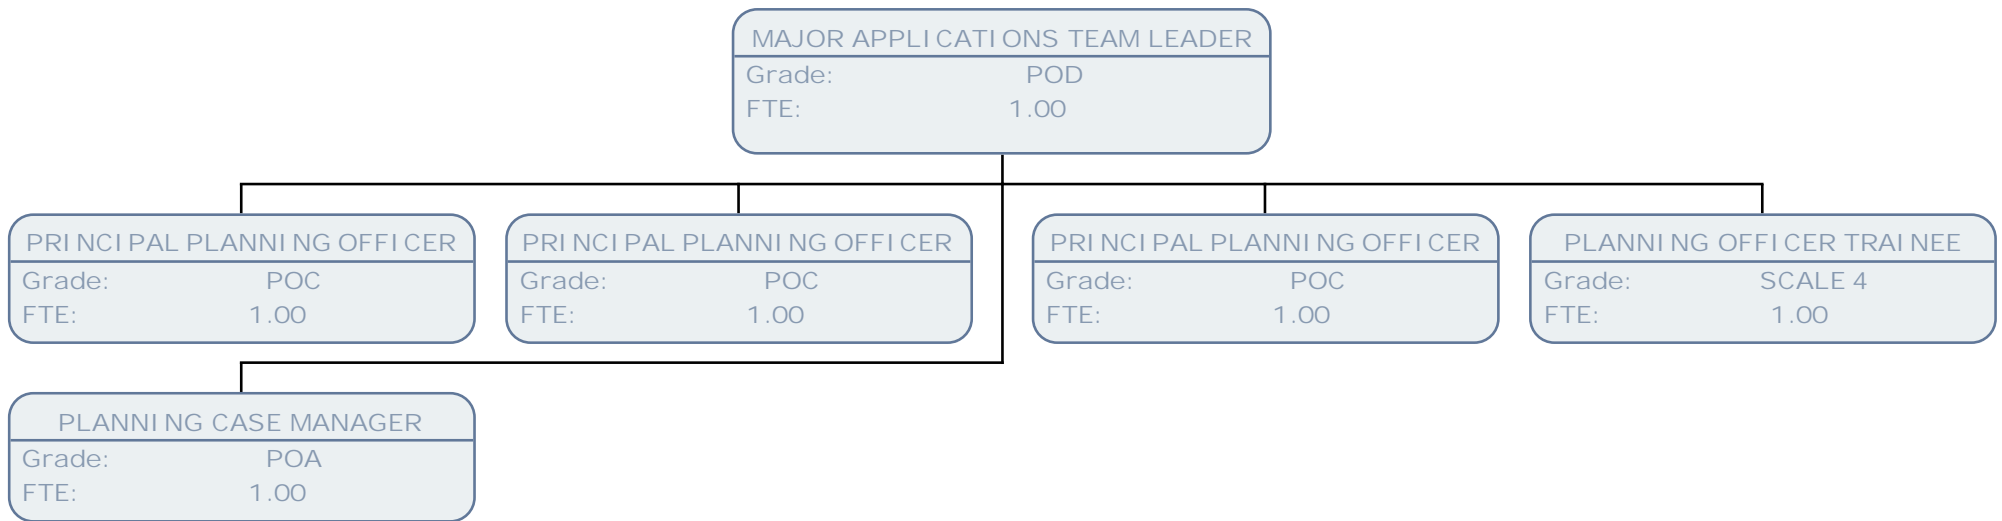 MAJOR APPLICATIONS TEAM LEADER
Grade: POD
FTE: 1.00
PRINCIPAL PLANNING OFFICER
Grade: POC
FTE: 1.00
PRINCIPAL PLANNING OFFICER
Grade: POC
FTE: 1.00
PRINCIPAL PLANNING OFFICER
Grade: POC
FTE: 1.00
PLANNING OFFICER TRAINEE
Grade: SCALE 4
FTE: 1.00
PLANNING CASE MANAGER
Grade: POA
FTE: 1.00